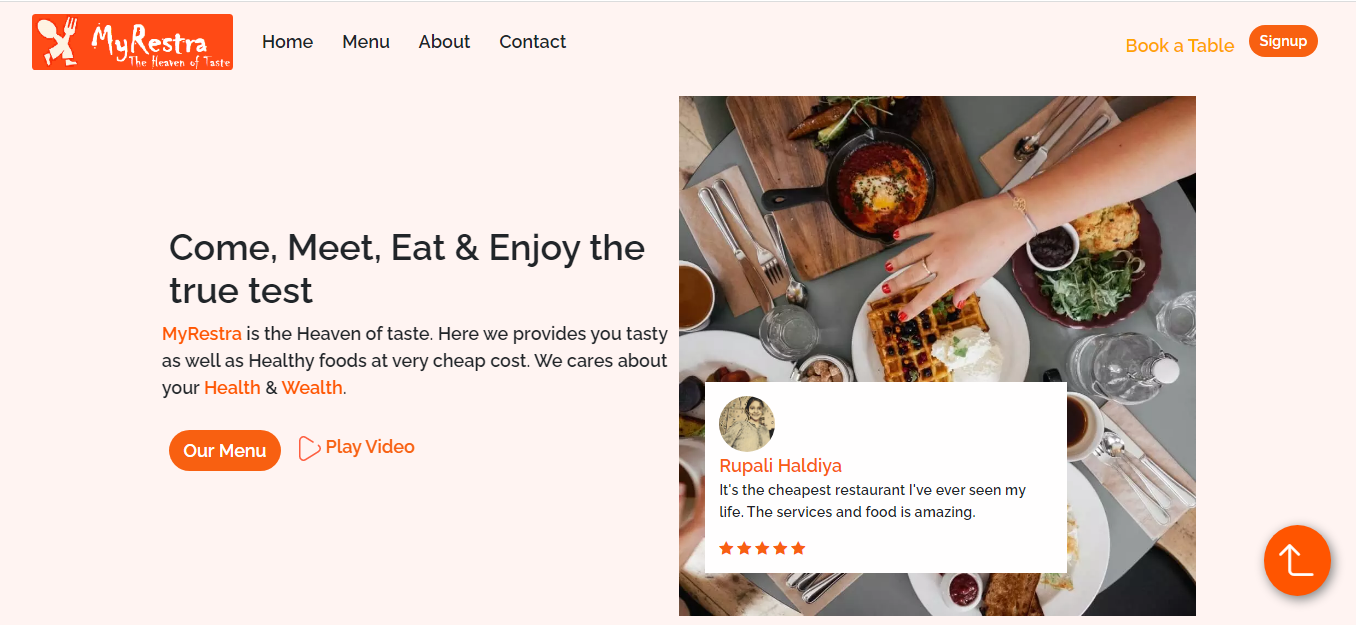 MyRestra
The Heaven of Taste
Home Menu About Contact
Book a Table Signup
Come, Meet, Eat & Enjoy the
true test
MyRestra is the Heaven of taste. Here we provides you tasty
as well as Healthy foods at very cheap cost. We cares about
your Health & Wealth.
Our Menu Play Video
Rupali Haldiya
It's the cheapest restaurant I've ever seen my
life. The services and food is amazing.